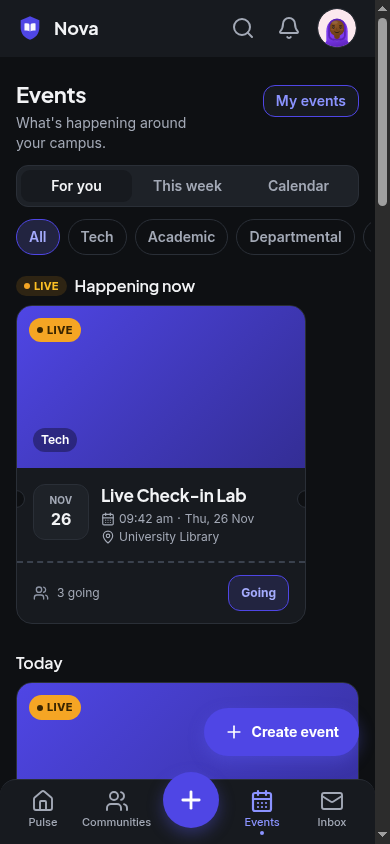 Nova
Events
My events
What's happening around
your campus.
For you
This week
Calendar
All
Tech
Academic
Departmental
LIVE
Happening now
LIVE
Tech
NOV
26
Live Check-in Lab
09:42 am · Thu, 26 Nov
University Library
3 going
Going
Today
LIVE
Create event
Pulse
Communities
Events
Inbox